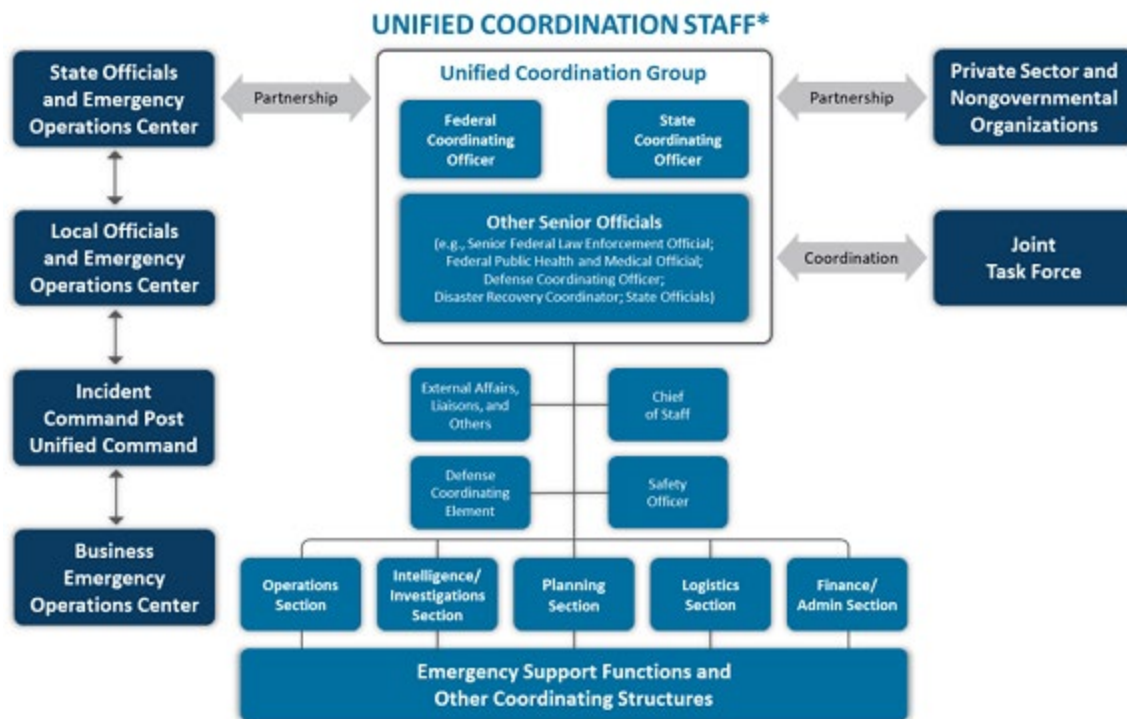 UNIFIED COORDINATION STAFF*
State Officials
and Emergency
Operations Center
Partnership
Unified Coordination Group
Federal
Coordinating
Officer
State
Coordinating
Officer
Partnership
Private Sector and
Nongovernmental
Organizations
Local Officials
and Emergency
Operations Center
Other Senior Officials
(e.g., Senior Federal Law Enforcement Official;
Federal Public Health and Medical Official;
Defense Coordinating Officer;
Disaster Recovery Coordinator; State Officials)
Coordination
Joint
Task Force
Incident
Command Post
Unified Command
External Affairs,
Liaisons, and
Others
Chief
of Staff
Defense
Coordinating
Element
Safety
Officer
Business
Emergency
Operations Center
Operations
Section
Intelligence/
Investigations
Section
Planning
Section
Logistics
Section
Finance/
Admin Section
Emergency Support Functions and
Other Coordinating Structures